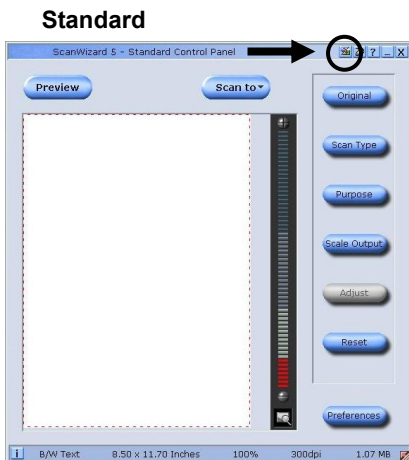 Standard
ScanWizard 5 - Standard Control Panel
? _ X
Preview
Scan to
Original
Scan Type
Purpose
Scale Output
Adjust
Reset
Preferences
i B/W Text 8.50 x 11.70 Inches 100% 300dpi 1.07 MB